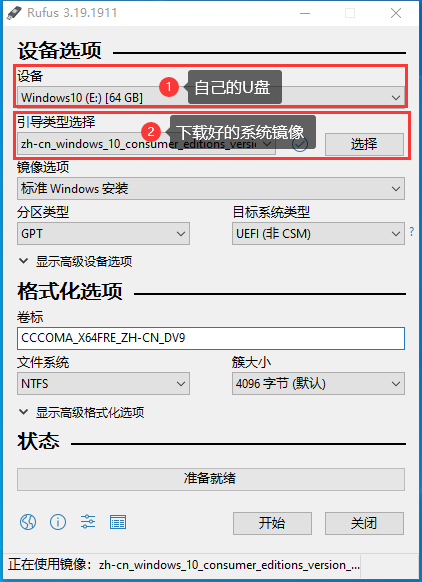 Rufus 3.19.1911
设备选项
设备
1 自己的U盘
Windows10 (E:) [64 GB]
引导类型选择
2 下载好的系统镜像
zh-cn_windows_10_consumer_editions_versi
选择
镜像选项
标准 Windows 安装
分区类型 目标系统类型
GPT UEFI (非 CSM) ?
显示高级设备选项
格式化选项
卷标
CCCOMA_X64FRE_ZH-CN_DV9
文件系统 簇大小
NTFS 4096 字节 (默认)
显示高级格式化选项
状态
准备就绪
开始 关闭
正在使用镜像: zh-cn_windows_10_consumer_editions_version_...